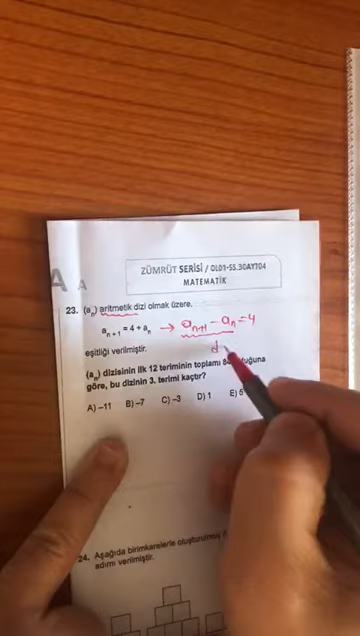 A A
ZÜMRÜT SERİSİ / 0L01-SS.30AYT04
MATEMATİK
23. (aₙ) aritmetik dizi olmak üzere,
aₙ₊₁ = 4 + aₙ → aₙ₊₁ - aₙ = 4
d
eşitliği verilmiştir.
(aₙ) dizisinin ilk 12 teriminin toplamı
göre, bu dizinin 3. terimi kaçtır?
A) –11 B) –7 C) –3 D) 1 E) 5
24. Aşağıda birimkarelerle oluşturulmuş
adımı verilmiştir.